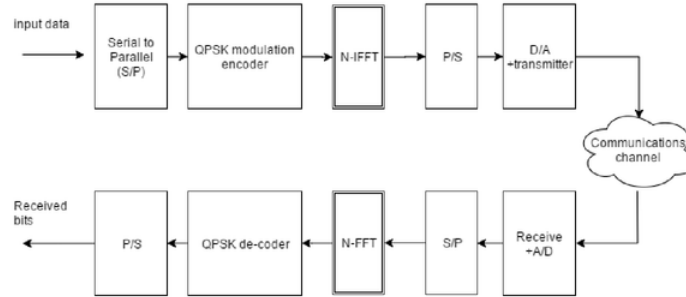 input data
Serial to
Parallel
(S/P)
QPSK modulation
encoder
N-IFFT
P/S
D/A
+transmitter
Communications
channel
Received
bits
P/S
QPSK de-coder
N-FFT
S/P
Receive
+A/D